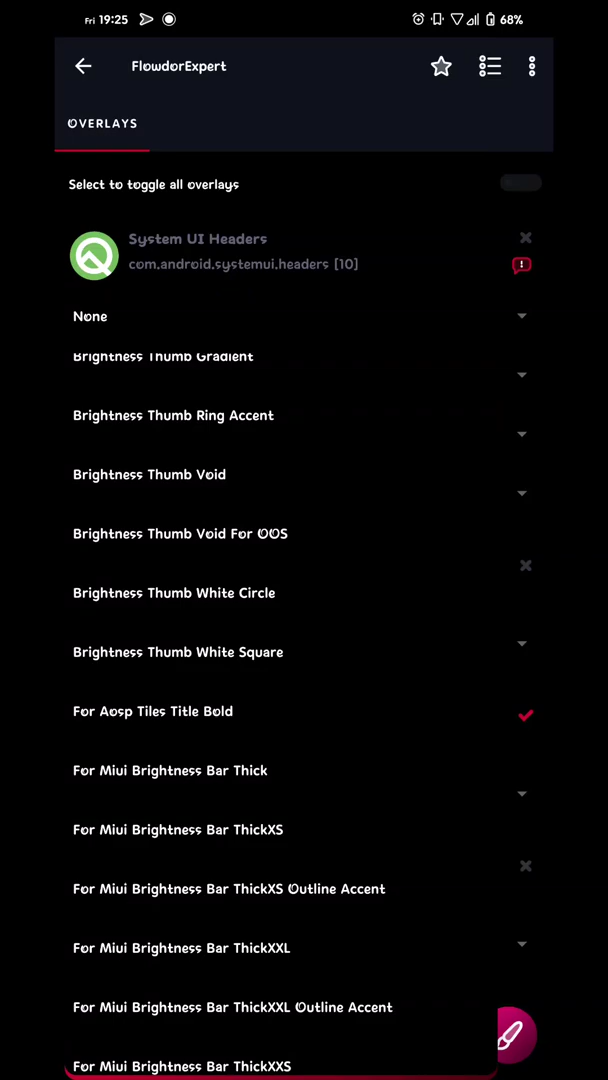 Fri 19:25
68%
FlowdorExpert
OVERLAYS
Select to toggle all overlays
System UI Headers
com.android.systemui.headers [10]
None
Brightness Thumb Gradient
Brightness Thumb Ring Accent
Brightness Thumb Void
Brightness Thumb Void For OOS
Brightness Thumb White Circle
Brightness Thumb White Square
For Aosp Tiles Title Bold
For Miui Brightness Bar Thick
For Miui Brightness Bar ThickXS
For Miui Brightness Bar ThickXS Outline Accent
For Miui Brightness Bar ThickXXL
For Miui Brightness Bar ThickXXL Outline Accent
For Miui Brightness Bar ThickXXS